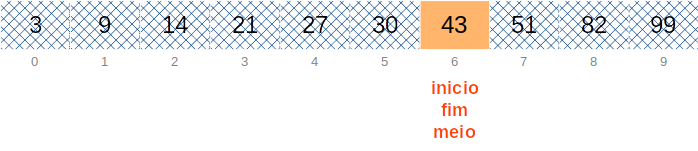 3 9 14 21 27 30 43 51 82 99
0 1 2 3 4 5 6 7 8 9
inicio
fim
meio